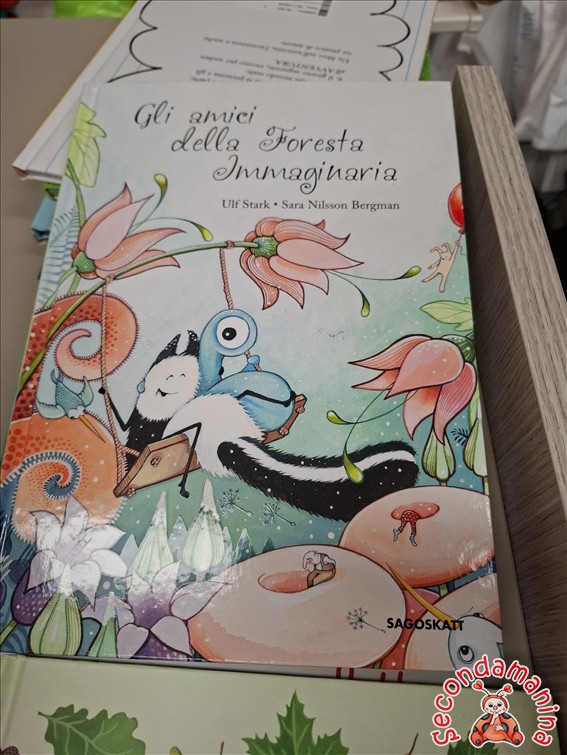 Gli amici
della Foresta
Immaginaria
Ulf Stark • Sara Nilsson Bergman
SAGOSKATT
Secondamanina